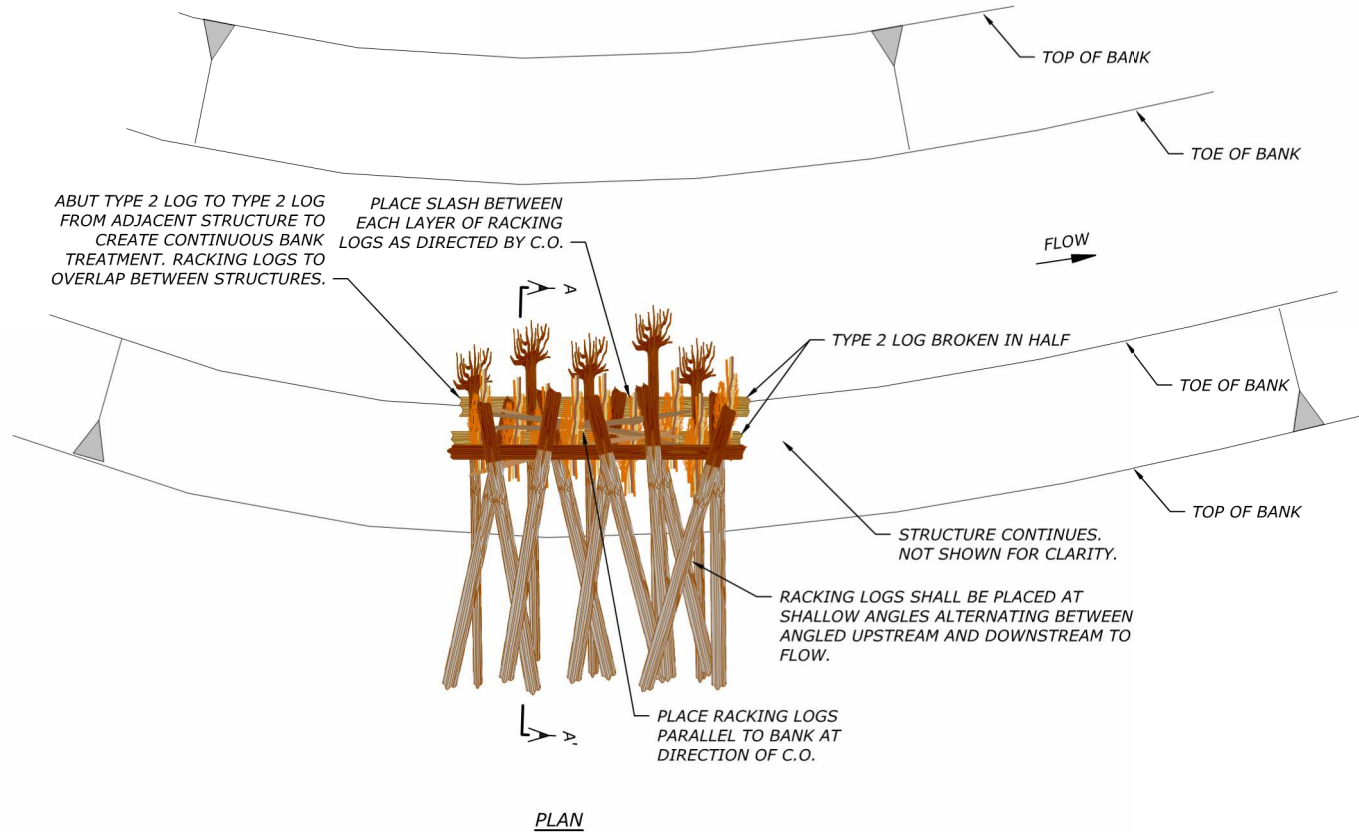 TOP OF BANK
TOE OF BANK
ABUT TYPE 2 LOG TO TYPE 2 LOG
FROM ADJACENT STRUCTURE TO
CREATE CONTINUOUS BANK
TREATMENT. RACKING LOGS TO
OVERLAP BETWEEN STRUCTURES.
PLACE SLASH BETWEEN
EACH LAYER OF RACKING
LOGS AS DIRECTED BY C.O.
FLOW
A
TYPE 2 LOG BROKEN IN HALF
TOE OF BANK
TOP OF BANK
STRUCTURE CONTINUES.
NOT SHOWN FOR CLARITY.
RACKING LOGS SHALL BE PLACED AT
SHALLOW ANGLES ALTERNATING BETWEEN
ANGLED UPSTREAM AND DOWNSTREAM TO
FLOW.
PLACE RACKING LOGS
PARALLEL TO BANK AT
DIRECTION OF C.O.
A'
PLAN